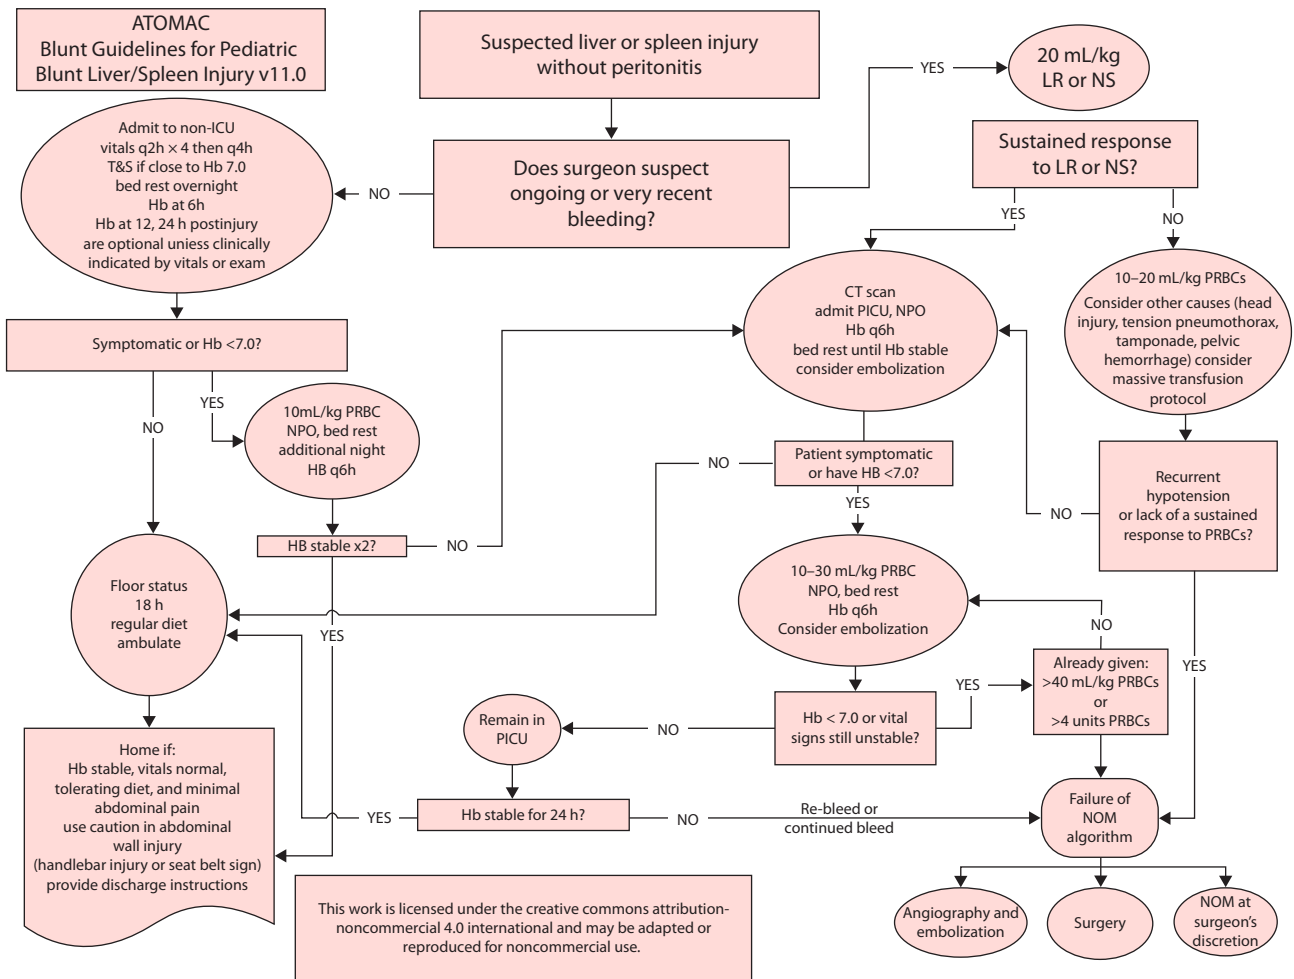 ATOMAC
Blunt Guidelines for Pediatric
Blunt Liver/Spleen Injury v11.0
Suspected liver or spleen injury
without peritonitis
YES
20 mL/kg
LR or NS
Admit to non-ICU
vitals q2h × 4 then q4h
T&S if close to Hb 7.0
bed rest overnight
Hb at 6h
Hb at 12, 24 h postinjury
are optional uniess clinically
indicated by vitals or exam
NO
Does surgeon suspect
ongoing or very recent
bleeding?
Sustained response
to LR or NS?
YES
NO
CT scan
admit PICU, NPO
Hb q6h
bed rest until Hb stable
consider embolization
10–20 mL/kg PRBCs
Consider other causes (head
injury, tension pneumothorax,
tamponade, pelvic
hemorrhage) consider
massive transfusion
protocol
Symptomatic or Hb <7.0?
NO
YES
10mL/kg PRBC
NPO, bed rest
additional night
HB q6h
HB stable x2?
NO
YES
NO
Patient symptomatic
or have HB <7.0?
YES
NO
Recurrent
hypotension
or lack of a sustained
response to PRBCs?
YES
Floor status
18 h
regular diet
ambulate
10–30 mL/kg PRBC
NPO, bed rest
Hb q6h
Consider embolization
NO
Already given:
>40 mL/kg PRBCs
or
>4 units PRBCs
YES
Hb < 7.0 or vital
signs still unstable?
NO
Remain in
PICU
Hb stable for 24 h?
YES
NO
Re-bleed or
continued bleed
Failure of
NOM
algorithm
Home if:
Hb stable, vitals normal,
tolerating diet, and minimal
abdominal pain
use caution in abdominal
wall injury
(handlebar injury or seat belt sign)
provide discharge instructions
Angiography and
embolization
Surgery
NOM at
surgeon's
discretion
This work is licensed under the creative commons attribution-
noncommercial 4.0 international and may be adapted or
reproduced for noncommercial use.